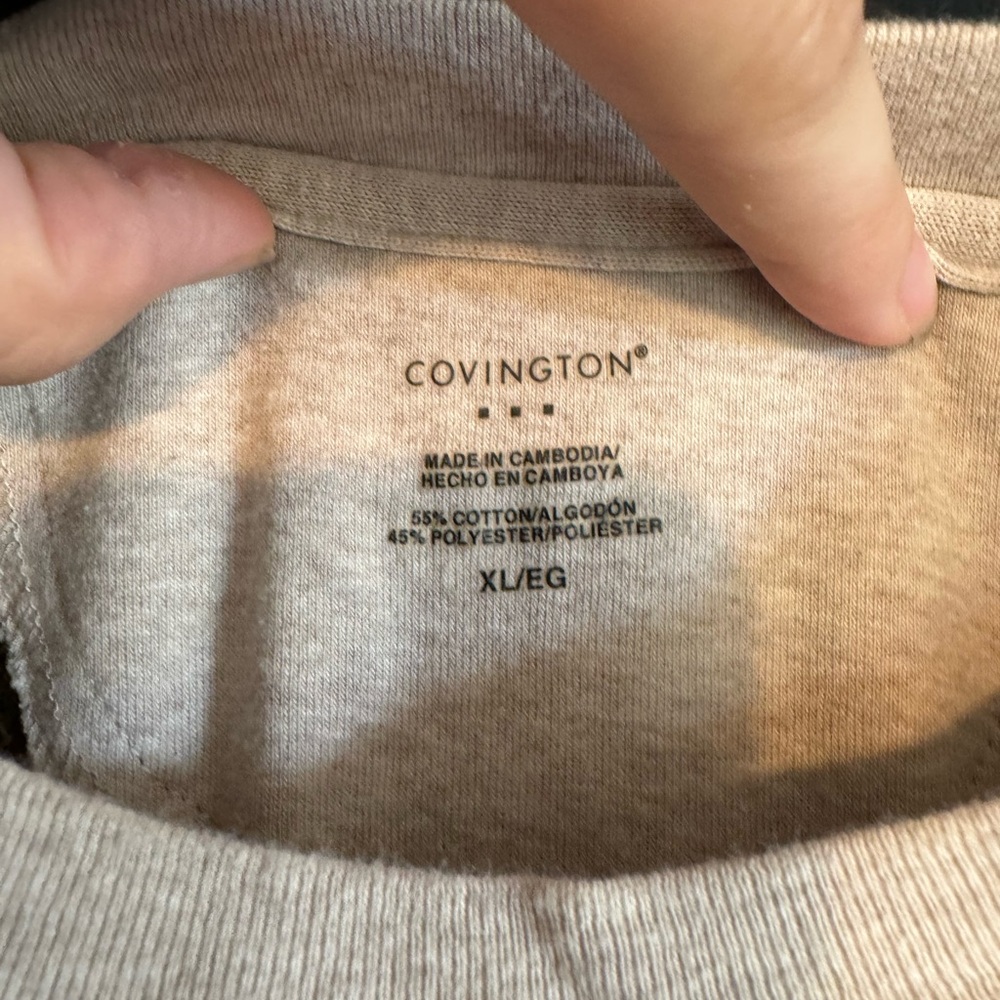 COVINGTON®
MADE IN CAMBODIA/
HECHO EN CAMBOYA
55% COTTON/ALGODÓN
45% POLYESTER/POLIÉSTER
XL/EG